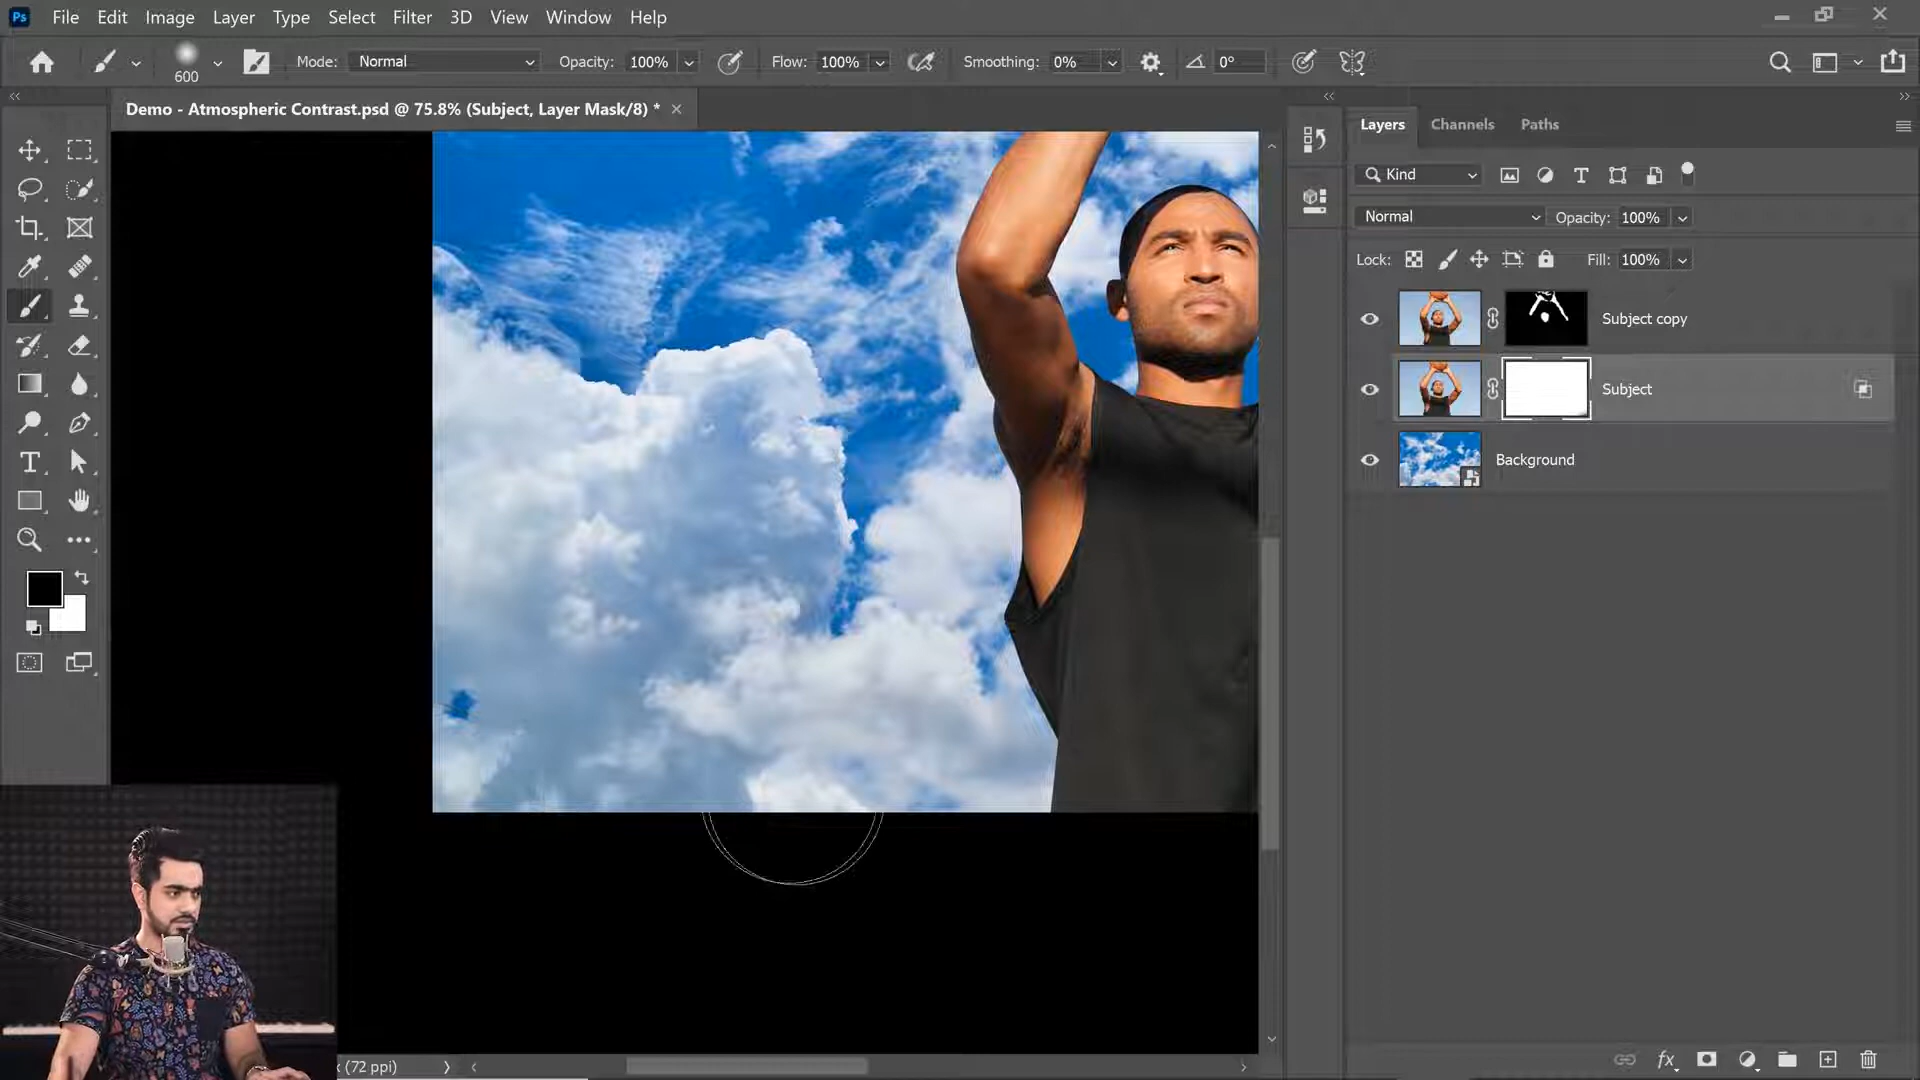 Ps File Edit Image Layer Type Select Filter 3D View Window Help
600 Mode: Normal Opacity: 100% Flow: 100% Smoothing: 0% 0°
Demo - Atmospheric Contrast.psd @ 75.8% (Subject, Layer Mask/8) *
Layers Channels Paths
Kind
Normal Opacity: 100%
Lock: Fill: 100%
Subject copy
Subject
Background
(72 ppi)
fx